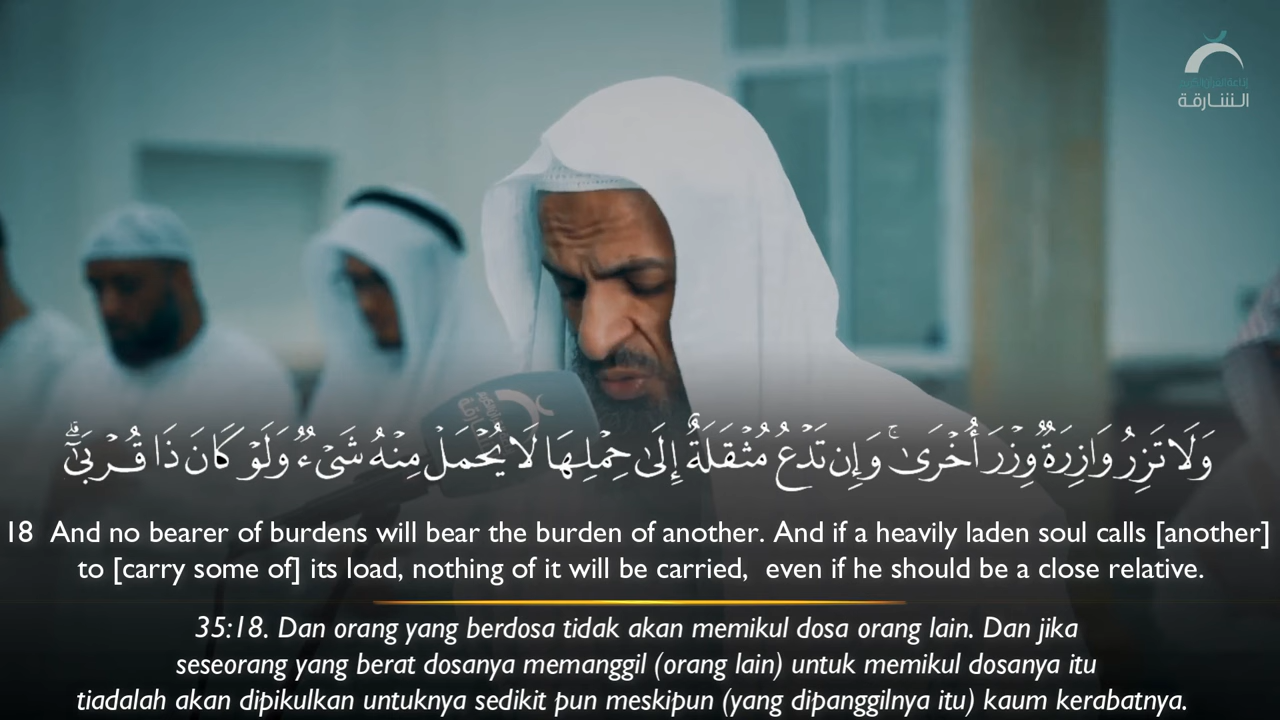 الشارقة
وَلَا تَزِرُ وَازِرَةٌ وِزْرَ أُخْرَىٰ ۚ وَإِن تَدْعُ مُثْقَلَةٌ إِلَىٰ حِمْلِهَا لَا يُحْمَلْ مِنْهُ شَىْءٌ وَلَوْ كَانَ ذَا قُرْبَىٰٓ ۗ
18 And no bearer of burdens will bear the burden of another. And if a heavily laden soul calls [another]
to [carry some of] its load, nothing of it will be carried, even if he should be a close relative.
35:18. Dan orang yang berdosa tidak akan memikul dosa orang lain. Dan jika
seseorang yang berat dosanya memanggil (orang lain) untuk memikul dosanya itu
tiadalah akan dipikulkan untuknya sedikit pun meskipun (yang dipanggilnya itu) kaum kerabatnya.